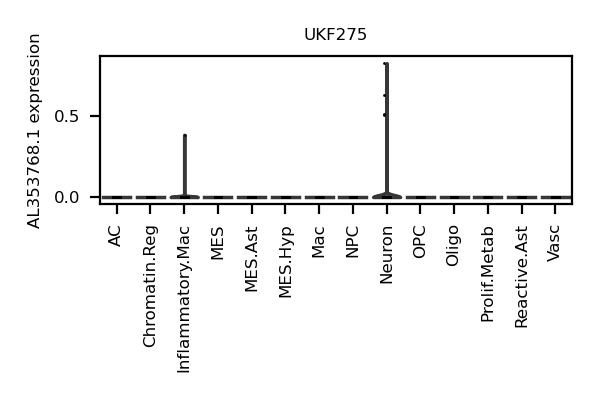 UKF275
AL353768.1 expression
0.5
0.0
AC
Chromatin.Reg
Inflammatory.Mac
MES
MES.Ast
MES.Hyp
Mac
NPC
Neuron
OPC
Oligo
Prolif.Metab
Reactive.Ast
Vasc